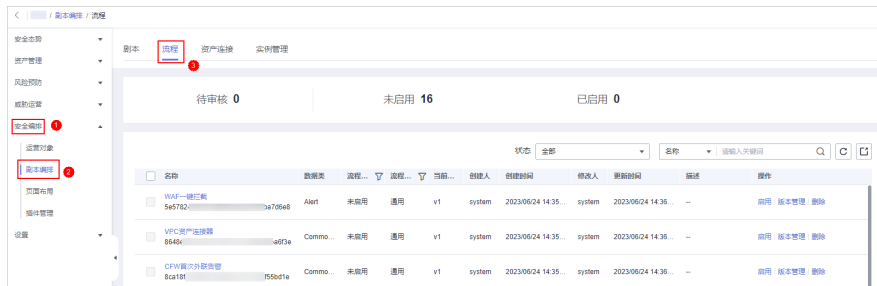 / 剧本编排 / 流程
安全态势
资产管理
风险预防
威胁运营
安全编排 1
运营对象
剧本编排 2
页面布局
插件管理
设置
剧本 流程 资产连接 实例管理
3
待审核 0 未启用 16 已启用 0
状态 全部 名称 请输入关键词
名称 数据类 流程... 流程... 当前... 创建人 创建时间 修改人 更新时间 描述 操作
WAF一键拦截
5e5782- ba7d6e8 Alert 未启用 通用 v1 system 2023/06/24 14:35... system 2023/06/24 14:36... -- 启用 版本管理 删除
VPC资产连接器
8648c a6f3e Commo... 未启用 通用 v1 system 2023/06/24 14:35... system 2023/06/24 14:36... -- 启用 版本管理 删除
CFW首次外联告警
8ca18f f55bd1e Commo... 未启用 通用 v1 system 2023/06/24 14:35... system 2023/06/24 14:36... -- 启用 版本管理 删除